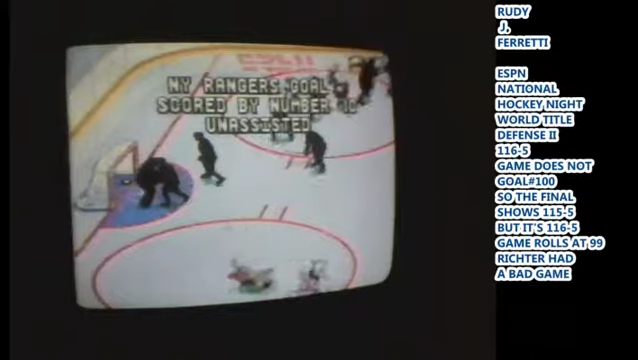 ESPN
NY RANGERS GOAL
SCORED BY NUMBER
UNASSISTED
RUDY
J.
FERRETTI
ESPN
NATIONAL
HOCKEY NIGHT
WORLD TITLE
DEFENSE II
116-5
GAME DOES NOT
GOAL#100
SO THE FINAL
SHOWS 115-5
BUT IT'S 116-5
GAME ROLLS AT 99
RICHTER HAD
A BAD GAME